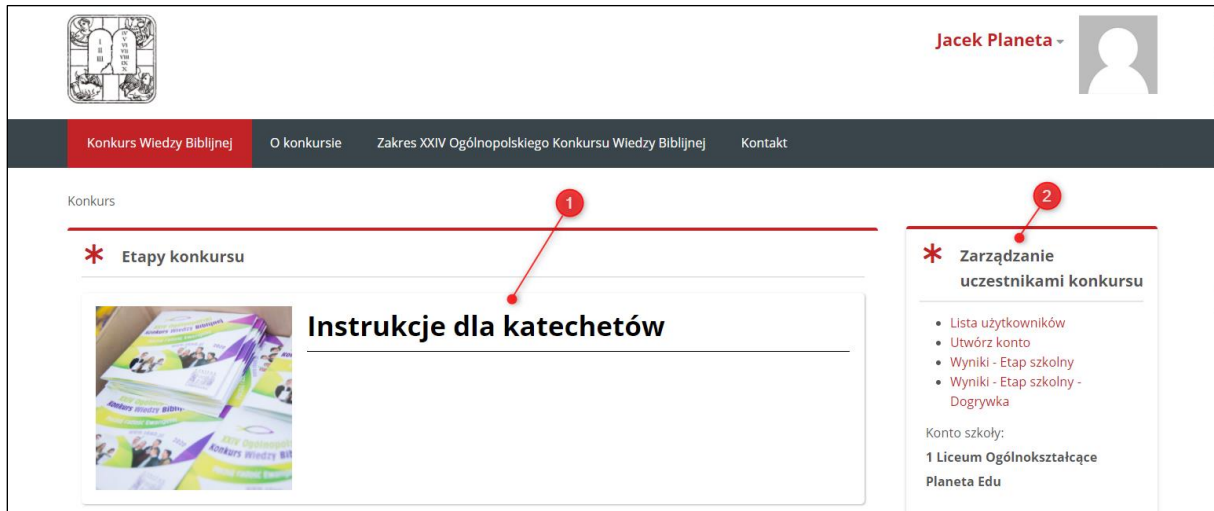 Jacek Planeta
Konkurs Wiedzy Biblijnej
O konkursie
Zakres XXIV Ogólnopolskiego Konkursu Wiedzy Biblijnej
Kontakt
Konkurs
1
2
Etapy konkursu
Instrukcje dla katechetów
Zarządzanie
uczestnikami konkursu
Lista użytkowników
Utwórz konto
Wyniki - Etap szkolny
Wyniki - Etap szkolny -
Dogrywka
Konto szkoły:
1 Liceum Ogólnokształcące
Planeta Edu